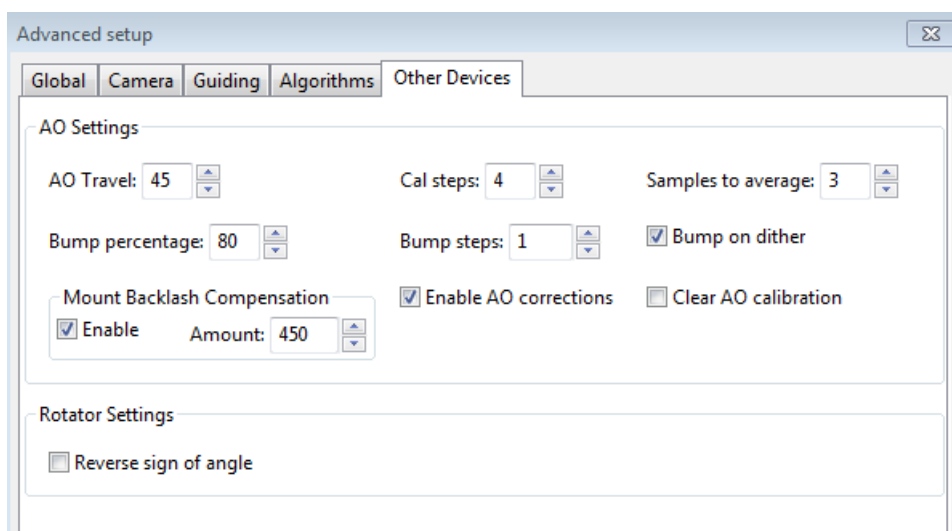 Advanced setup
Global Camera Guiding Algorithms Other Devices
AO Settings
AO Travel: 45 Cal steps: 4 Samples to average: 3
Bump percentage: 80 Bump steps: 1 Bump on dither
Mount Backlash Compensation Enable AO corrections Clear AO calibration
Enable Amount: 450
Rotator Settings
Reverse sign of angle